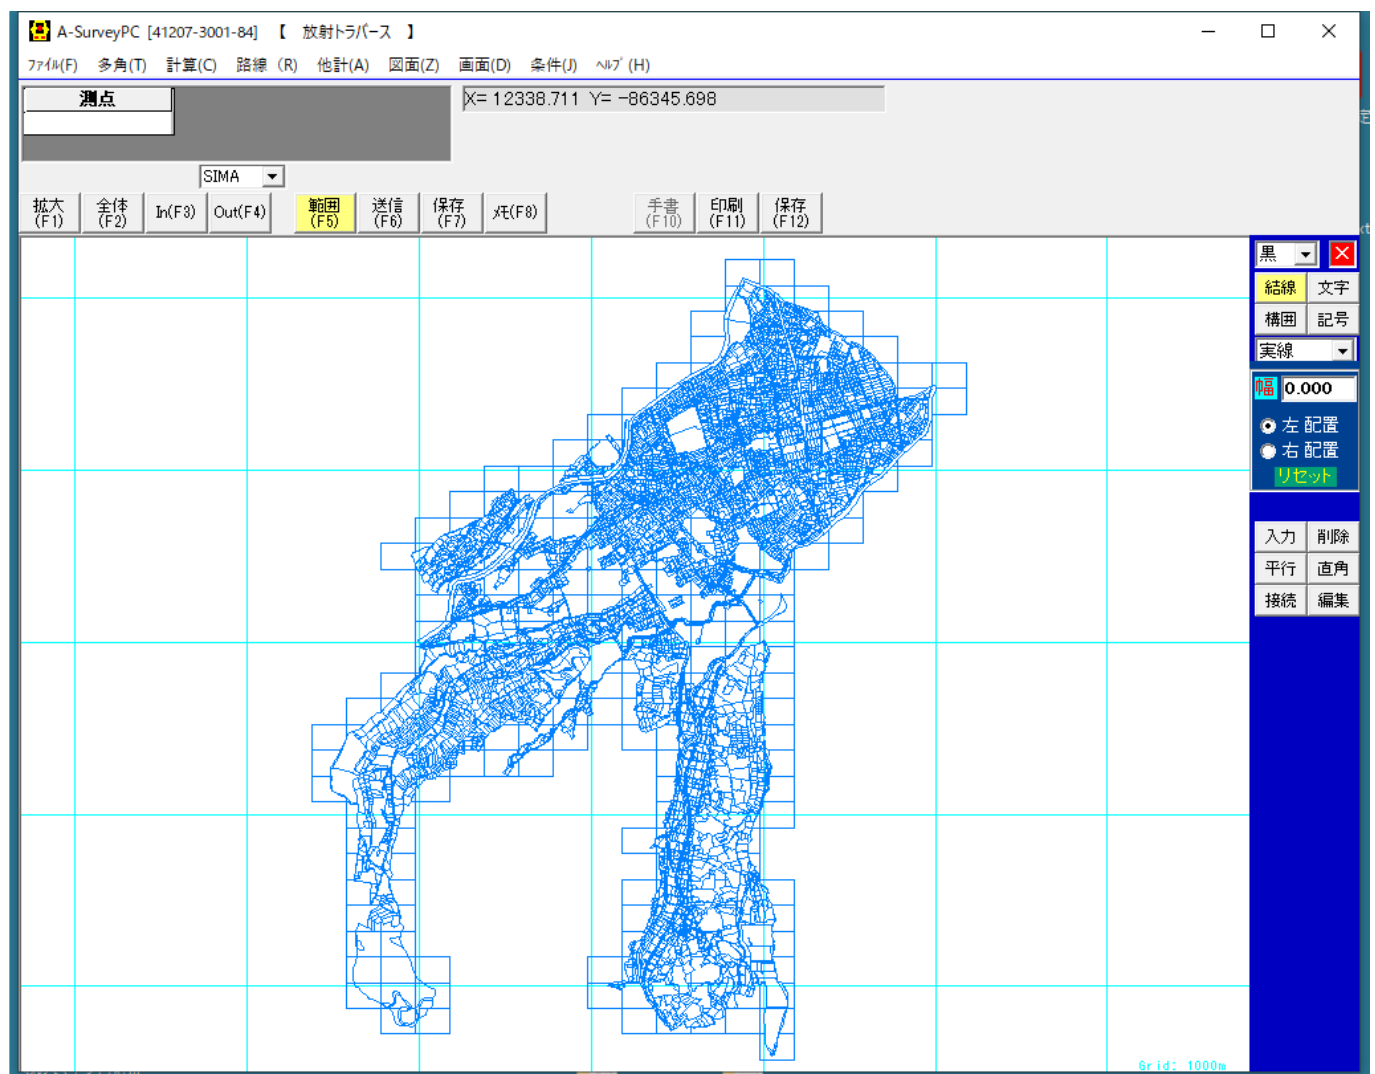 A-SurveyPC [41207-3001-84] 【 放射トラバース 】
ﾌｧｲﾙ(F) 多角(T) 計算(C) 路線 (R) 他計(A) 図面(Z) 画面(D) 条件(J) ﾍﾙﾌﾟ(H)
測点
X= 12338.711 Y= -86345.698
SIMA
拡大(F1) 全体(F2) In(F3) Out(F4) 範囲(F5) 送信(F6) 保存(F7) ﾒﾓ(F8) 手書(F10) 印刷(F11) 保存(F12)
黒
結線 文字
構囲 記号
実線
幅 0.000
左 配置
右 配置
リセット
入力 削除
平行 直角
接続 編集
Grid: 1000m